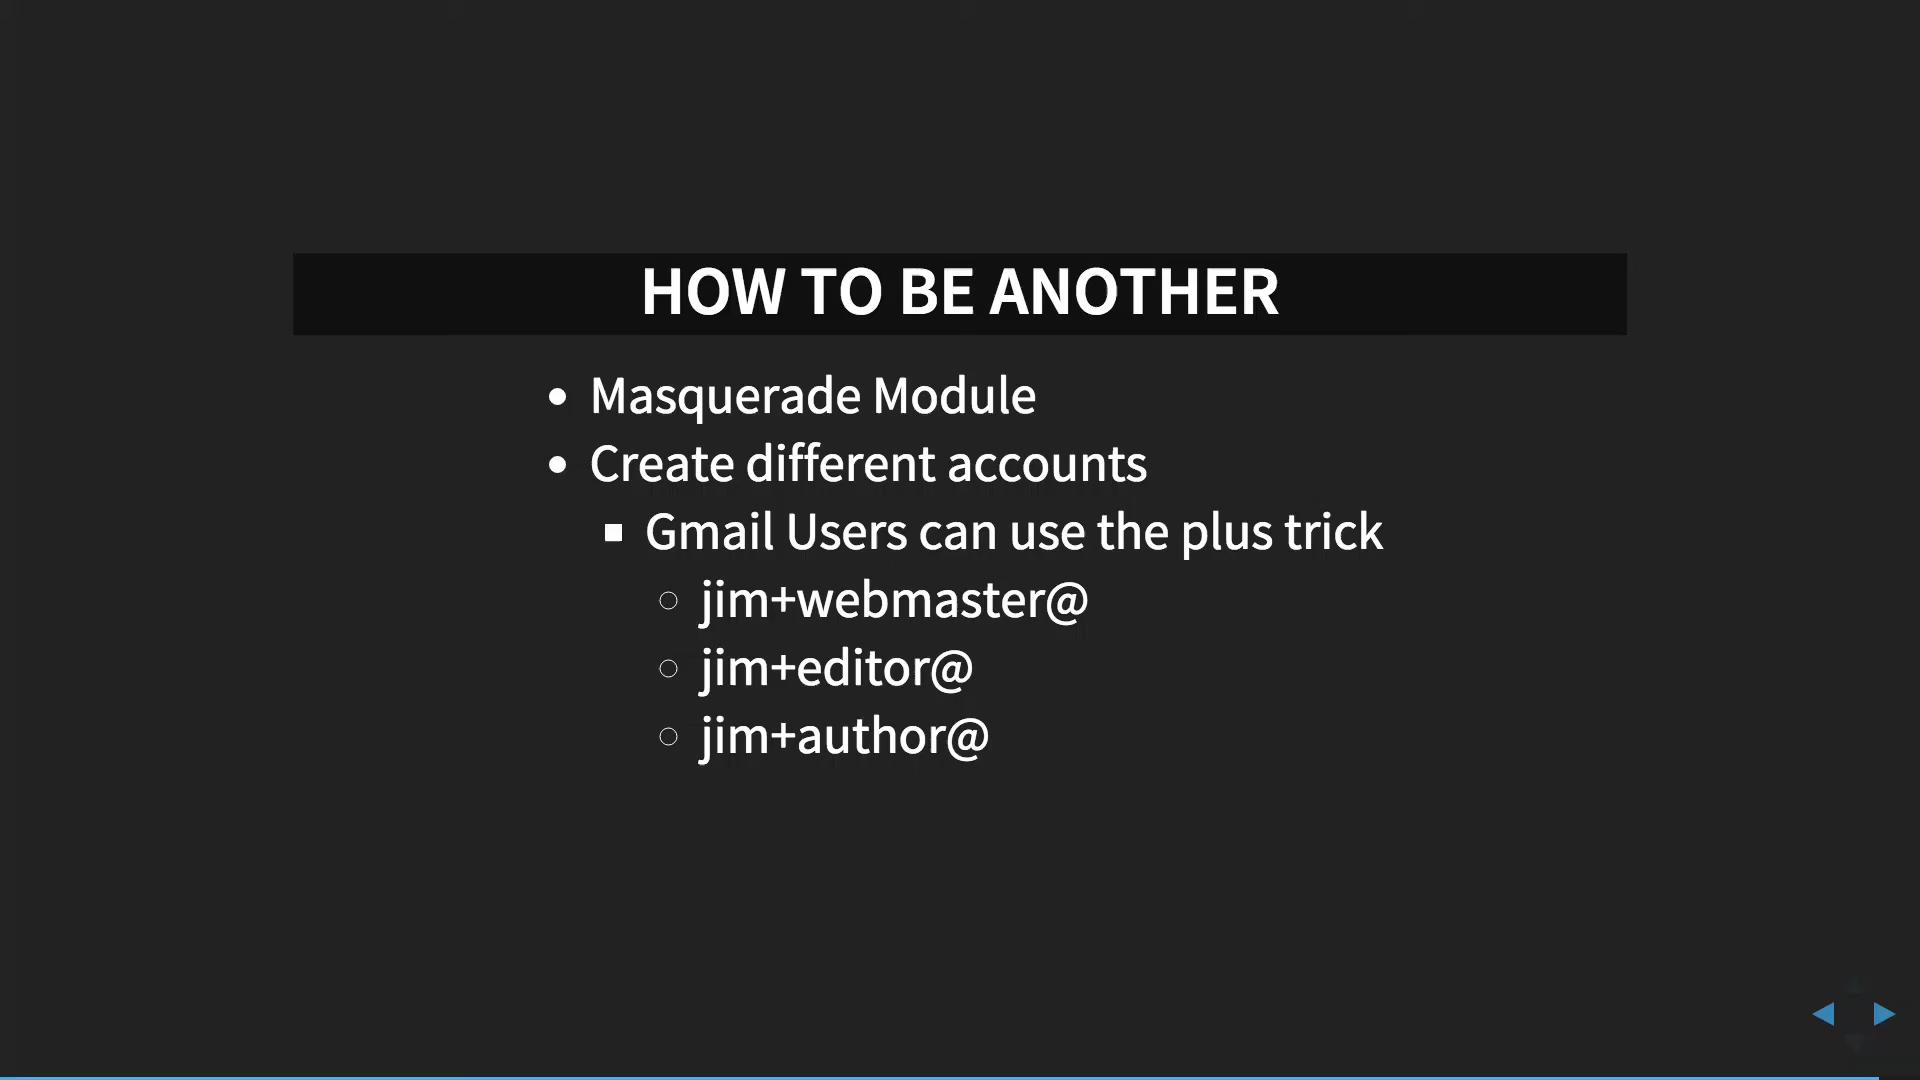 HOW TO BE ANOTHER
Masquerade Module
Create different accounts
Gmail Users can use the plus trick
jim+webmaster@
jim+editor@
jim+author@